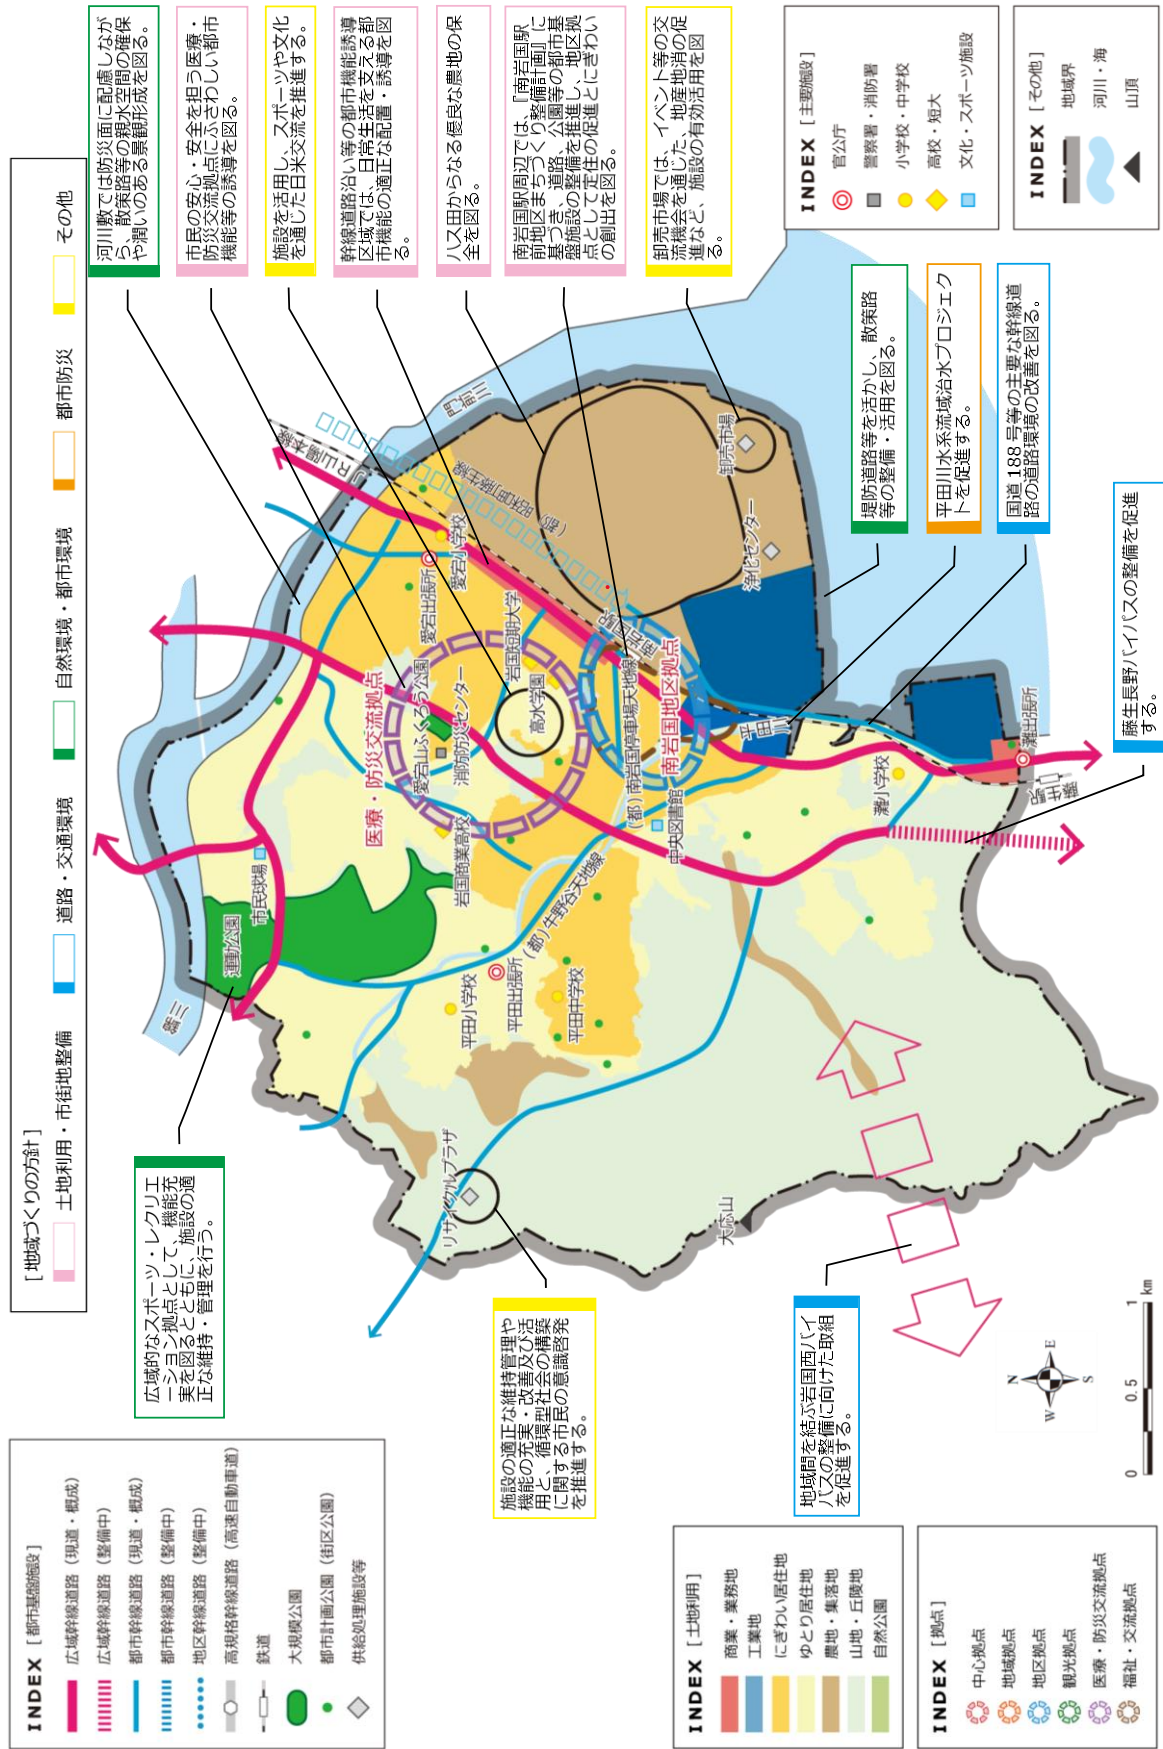 [地域づくりの方針]
土地利用・市街地整備
道路・交通環境
自然環境・都市環境
都市防災
その他
INDEX [都市基盤施設]
広域幹線道路（現道・概成）
広域幹線道路（整備中）
都市幹線道路（現道・概成）
都市幹線道路（整備中）
地区幹線道路（整備中）
高規格幹線道路（高速自動車道）
鉄道
大規模公園
都市計画公園（街区公園）
供給処理施設等
広域的なスポーツ・レクリエ
ーション拠点として、機能充
実を図るとともに、施設の適
正な維持・管理を行う。
河川敷では防災面に配慮しなが
ら、散策路等の親水空間の確保
や潤いのある景観形成を図る。
市民の安心・安全を担う医療・
防災交流拠点にふさわしい都市
機能等の誘導を図る。
施設を活用し、スポーツや文化
を通じた日米交流を推進する。
幹線道路沿い等の都市機能誘導
区域では、日常生活を支える都
市機能の適正な配置・誘導を図
る。
ハス田からなる優良な農地の保
全を図る。
南岩国駅周辺では、「南岩国駅
前地区まちづくり整備計画」に
基づき、道路、公園等の都市基
盤施設の整備を推進し、地区拠
点として定住の促進とにぎわい
の創出を図る。
卸売市場では、イベント等の交
流機会を通じた、地産地消の促
進など、施設の有効活用を図
る。
錦川
運動公園
市民球場
門前川
JR山陽本線
(都) 昭和町藤生線
医療・防災交流拠点
愛宕山ふくろう公園
愛宕出張所
愛宕小学校
消防防災センター
岩国短期大学
岩国商業高校
高水学園
平田小学校
平田出張所
(都) 牛野谷天地線
平田中学校
(都) 南岩国停車場天地線
南岩国駅
南岩国地区拠点
中央図書館
リサイクルプラザ
卸売市場
浄化センター
平田川
大応山
灘小学校
灘出張所
藤生駅
施設の適正な維持管理や
機能の充実・改善及び活
用と、循環型社会の構築
に関する市民の意識啓発
を推進する。
地域間を結ぶ岩国西バイ
パスの整備に向けた取組
を促進する。
堤防道路等を活かし、散策路
等の整備・活用を図る。
平田川水系流域治水プロジェク
トを促進する。
国道188号等の主要な幹線道
路の道路環境の改善を図る。
藤生長野バイパスの整備を促進
する。
INDEX [主要施設]
官公庁
警察署・消防署
小学校・中学校
高校・短大
文化・スポーツ施設
INDEX [その他]
地域界
河川・海
山頂
INDEX [土地利用]
商業・業務地
工業地
にぎわい居住地
ゆとり居住地
農地・集落地
山地・丘陵地
自然公園
INDEX [拠点]
中心拠点
地域拠点
地区拠点
観光拠点
医療・防災交流拠点
福祉・交流拠点
N
W
E
S
0
0.5
1
km